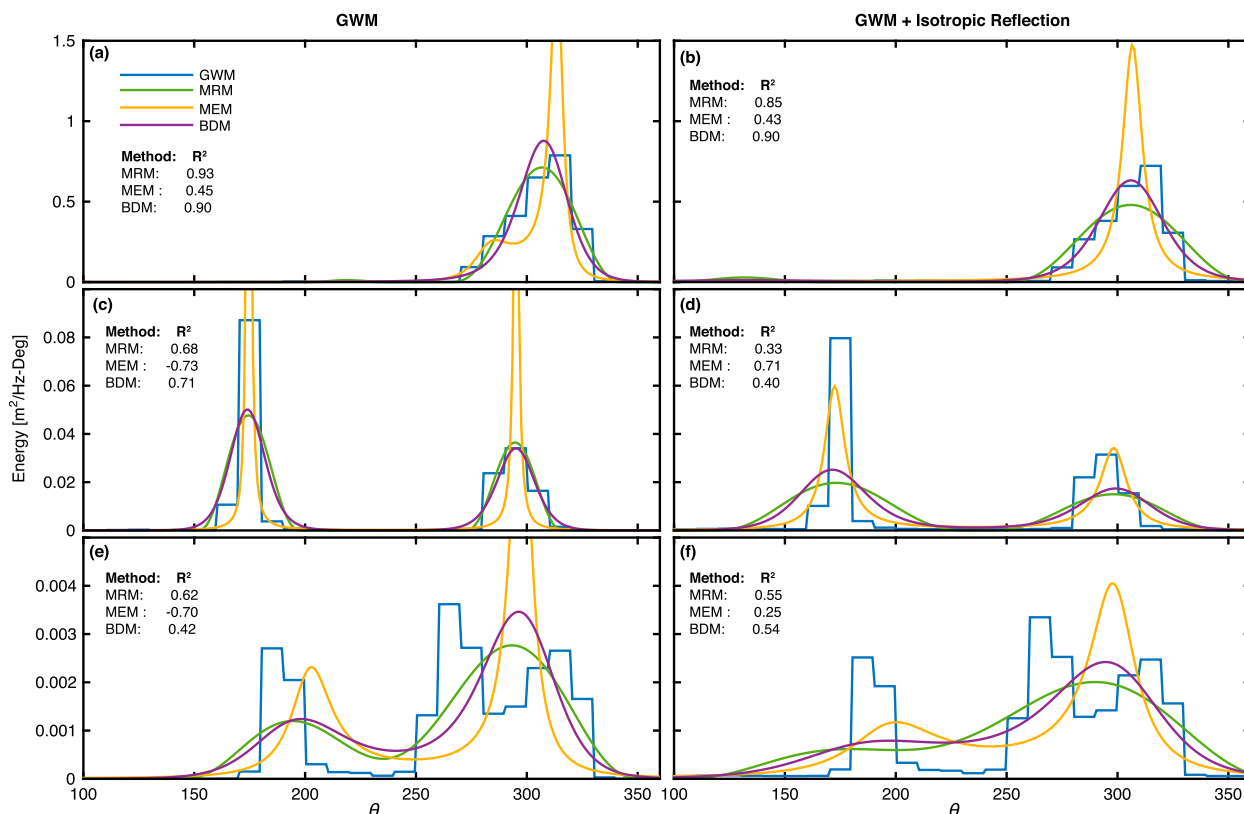 GWM
GWM + Isotropic Reflection
(a)
GWM
MRM
MEM
BDM
Method: R²
MRM: 0.93
MEM : 0.45
BDM: 0.90
1.5
1
0.5
0
(b)
Method: R²
MRM: 0.85
MEM : 0.43
BDM: 0.90
(c)
Method: R²
MRM: 0.68
MEM : -0.73
BDM: 0.71
Energy [m²/Hz-Deg]
0.08
0.06
0.04
0.02
0
(d)
Method: R²
MRM: 0.33
MEM : 0.71
BDM: 0.40
(e)
Method: R²
MRM: 0.62
MEM : -0.70
BDM: 0.42
0.004
0.003
0.002
0.001
0
100 150 200 250 300 350
θ
(f)
Method: R²
MRM: 0.55
MEM : 0.25
BDM: 0.54
100 150 200 250 300 350
θ